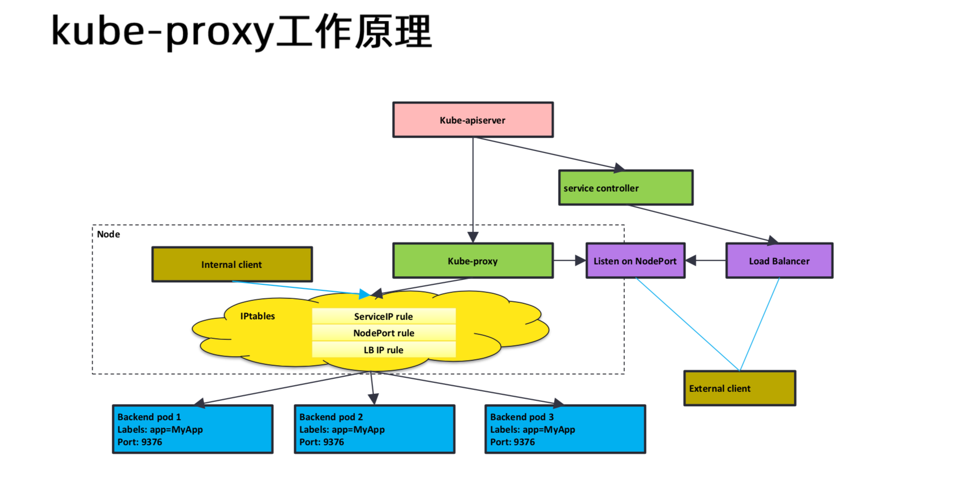 kube-proxy工作原理
Kube-apiserver
service controller
Node
Internal client
Kube-proxy
Listen on NodePort
Load Balancer
IPtables
ServiceIP rule
NodePort rule
LB IP rule
External client
Backend pod 1
Labels: app=MyApp
Port: 9376
Backend pod 2
Labels: app=MyApp
Port: 9376
Backend pod 3
Labels: app=MyApp
Port: 9376